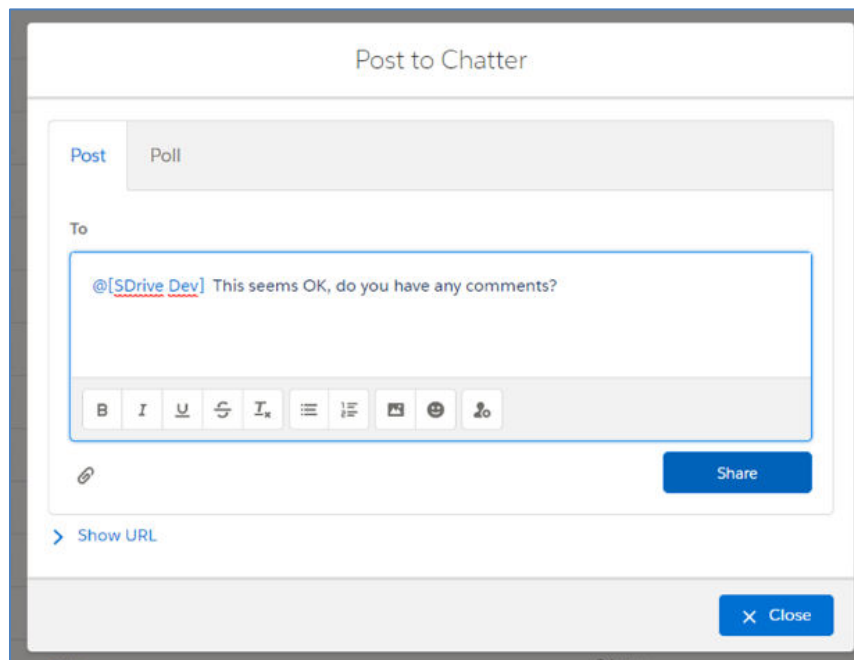 Post to Chatter
Post Poll
To
@[SDrive Dev] This seems OK, do you have any comments?
B I U S Tx
Share
Show URL
Close